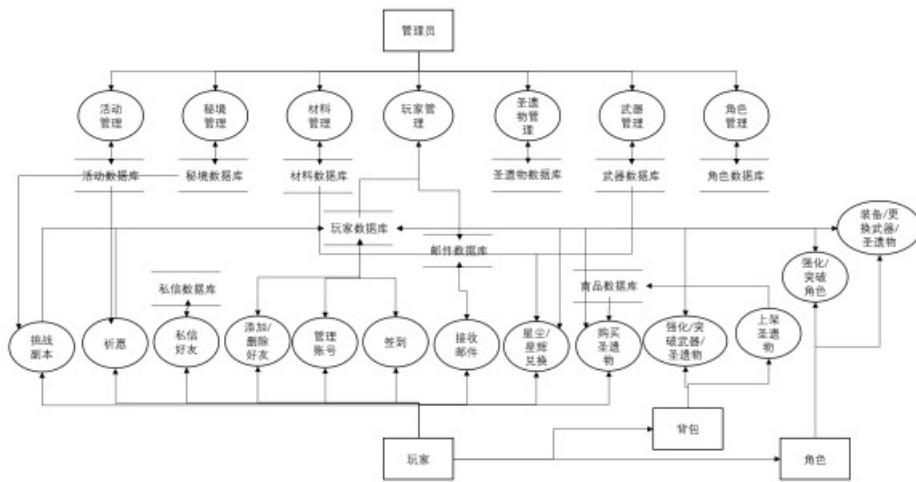 管理员
活动
管理
秘境
管理
材料
管理
玩家管
理
圣遗
物管理
武器
管理
角色
管理
活动数据库
秘境数据库
材料数据库
圣遗物数据库
武器数据库
角色数据库
装备/更
换武器/
圣遗物
玩家数据库
邮件数据库
强化/
突破
角色
私信数据库
商品数据库
挑战
副本
祈愿
私信
好友
添加/
删除
好友
管理
账号
签到
接收
邮件
星尘/
星辉
兑换
购买
圣遗
物
强化/突
破武器/
圣遗物
上架
圣遗
物
背包
玩家
角色